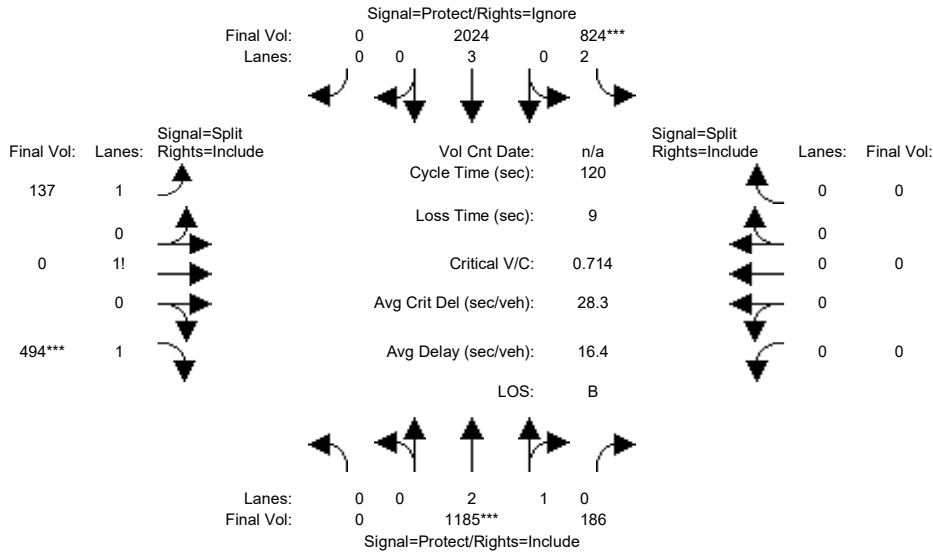 Signal=Protect/Rights=Ignore
Final Vol: 0 2024 824***
Lanes: 0 0 3 0 2
Signal=Split
Final Vol: Lanes: Rights=Include
Vol Cnt Date: n/a
Signal=Split
Rights=Include Lanes: Final Vol:
Cycle Time (sec): 120
137 1
0 0
Loss Time (sec): 9
0
0
0 1!
Critical V/C: 0.714
0 0
0
Avg Crit Del (sec/veh): 28.3
0
494*** 1
Avg Delay (sec/veh): 16.4
0 0
LOS: B
Lanes: 0 0 2 1 0
Final Vol: 0 1185*** 186
Signal=Protect/Rights=Include